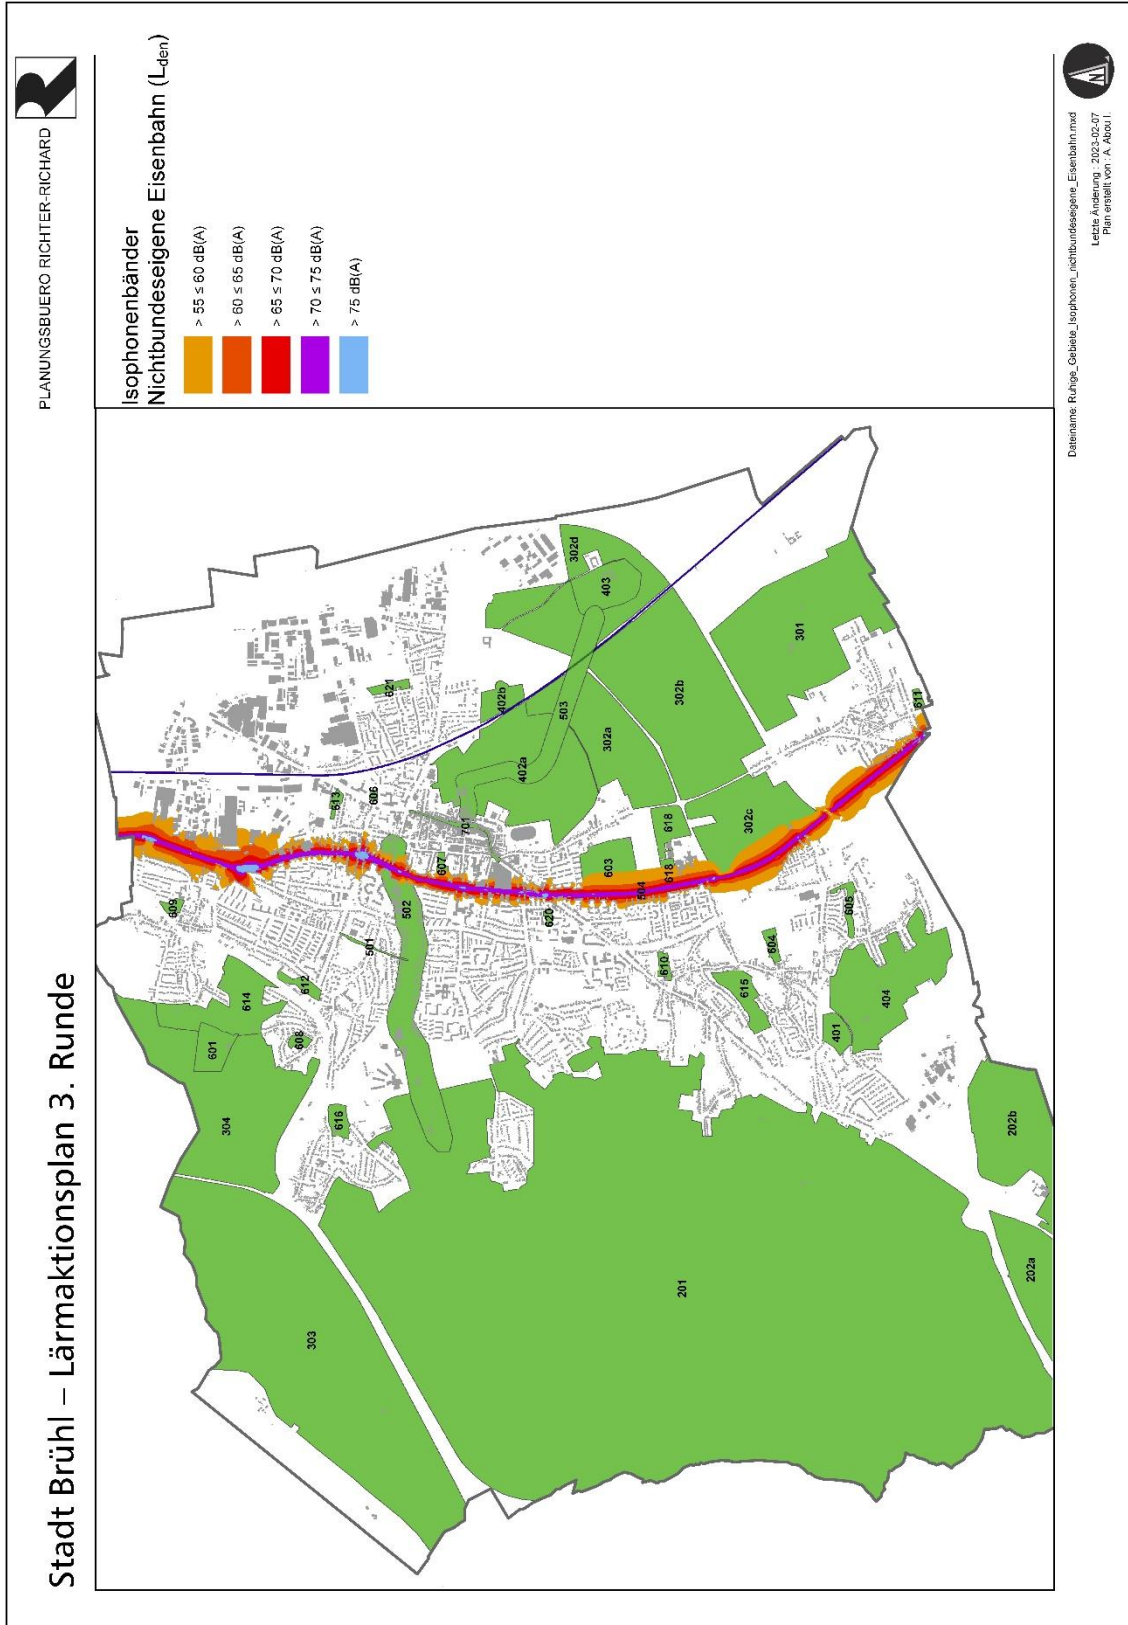 Stadt Brühl – Lärmaktionsplan 3. Runde
PLANUNGSBUERO RICHTER-RICHARD
Isophonenbänder
Nichtbundeseigene Eisenbahn (Lden)
> 55 ≤ 60 dB(A)
> 60 ≤ 65 dB(A)
> 65 ≤ 70 dB(A)
> 70 ≤ 75 dB(A)
> 75 dB(A)
609
614
601
612
608
304
616
303
501
502
613
606
621
607
701
402a
402b
503
302d
403
302a
302b
301
603
618
618
302c
504
620
610
604
605
615
401
404
611
201
202b
202a
N
Dateiname: Ruhige_Gebiete_Isophonen_nichtbundeseigene_Eisenbahn.mxd
Letzte Änderung : 2023-02-07
Plan erstellt von : A. Abou l.